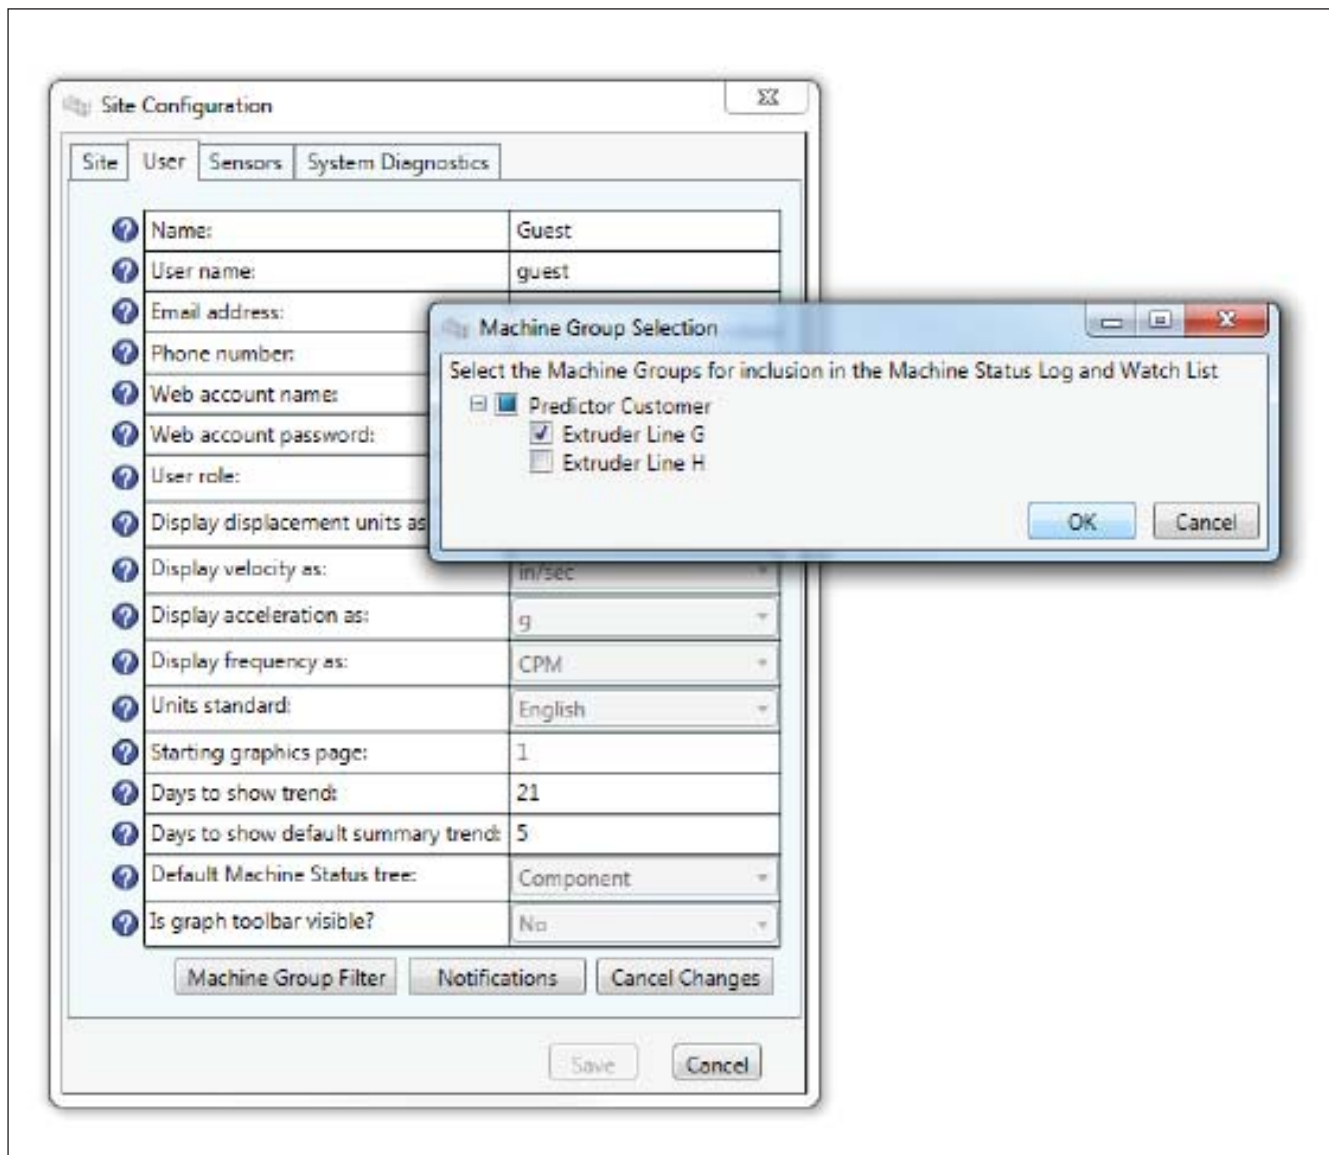 Site Configuration
Site User Sensors System Diagnostics
Name: Guest
User name: guest
Email address:
Phone number:
Web account name:
Web account password:
User role:
Display displacement units as
Display velocity as: in/sec
Display acceleration as: g
Display frequency as: CPM
Units standard: English
Starting graphics page: 1
Days to show trend: 21
Days to show default summary trend: 5
Default Machine Status tree: Component
Is graph toolbar visible? No
Machine Group Filter Notifications Cancel Changes
Save Cancel
Machine Group Selection
Select the Machine Groups for inclusion in the Machine Status Log and Watch List
Predictor Customer
Extruder Line G
Extruder Line H
OK Cancel